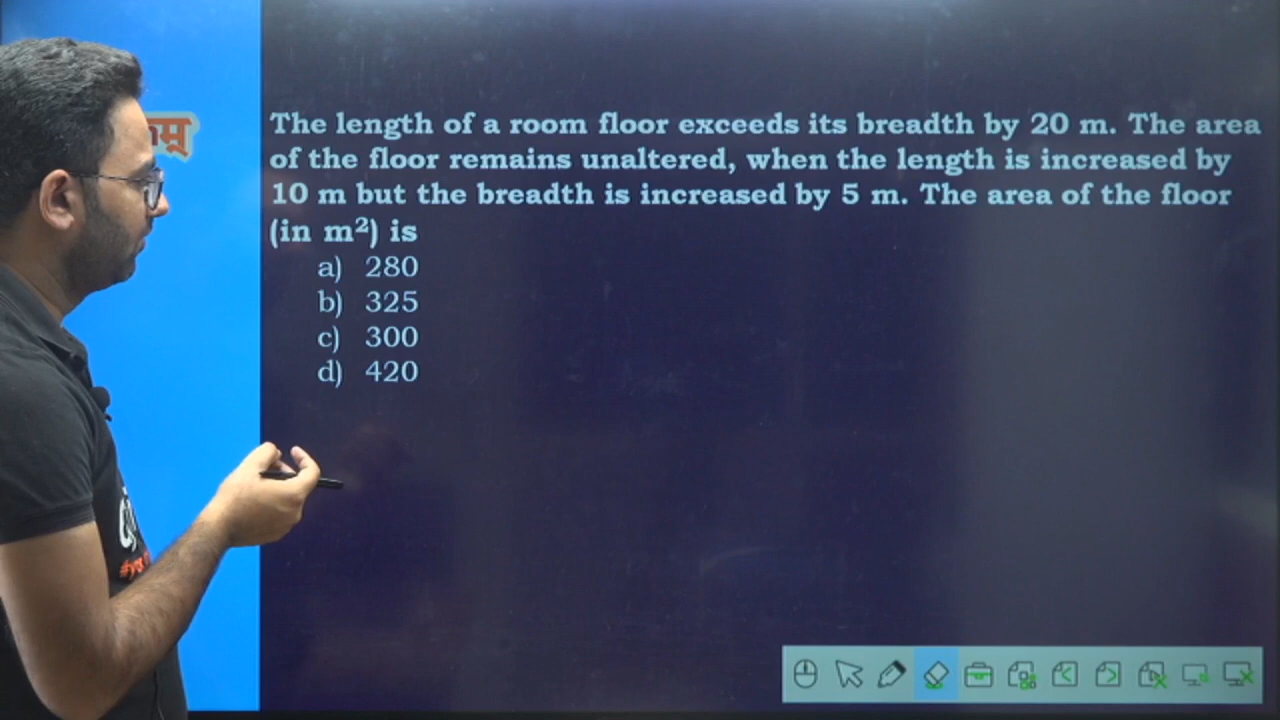 The length of a room floor exceeds its breadth by 20 m. The area
of the floor remains unaltered, when the length is increased by
10 m but the breadth is increased by 5 m. The area of the floor
(in m²) is
a) 280
b) 325
c) 300
d) 420